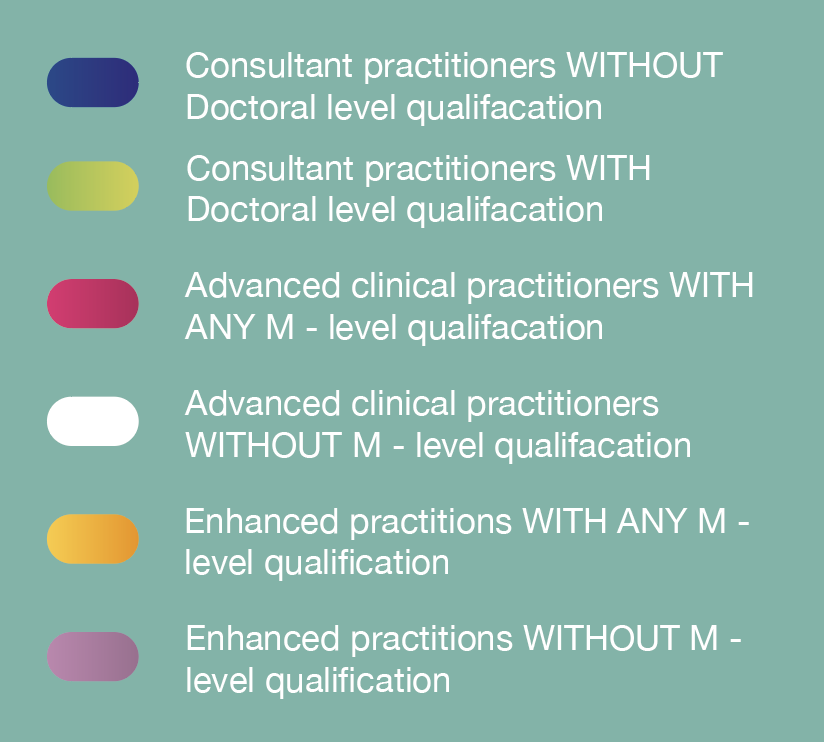 Consultant practitioners WITHOUT
Doctoral level qualifacation
Consultant practitioners WITH
Doctoral level qualifacation
Advanced clinical practitioners WITH
ANY M - level qualifacation
Advanced clinical practitioners
WITHOUT M - level qualifacation
Enhanced practitions WITH ANY M -
level qualification
Enhanced practitions WITHOUT M -
level qualification